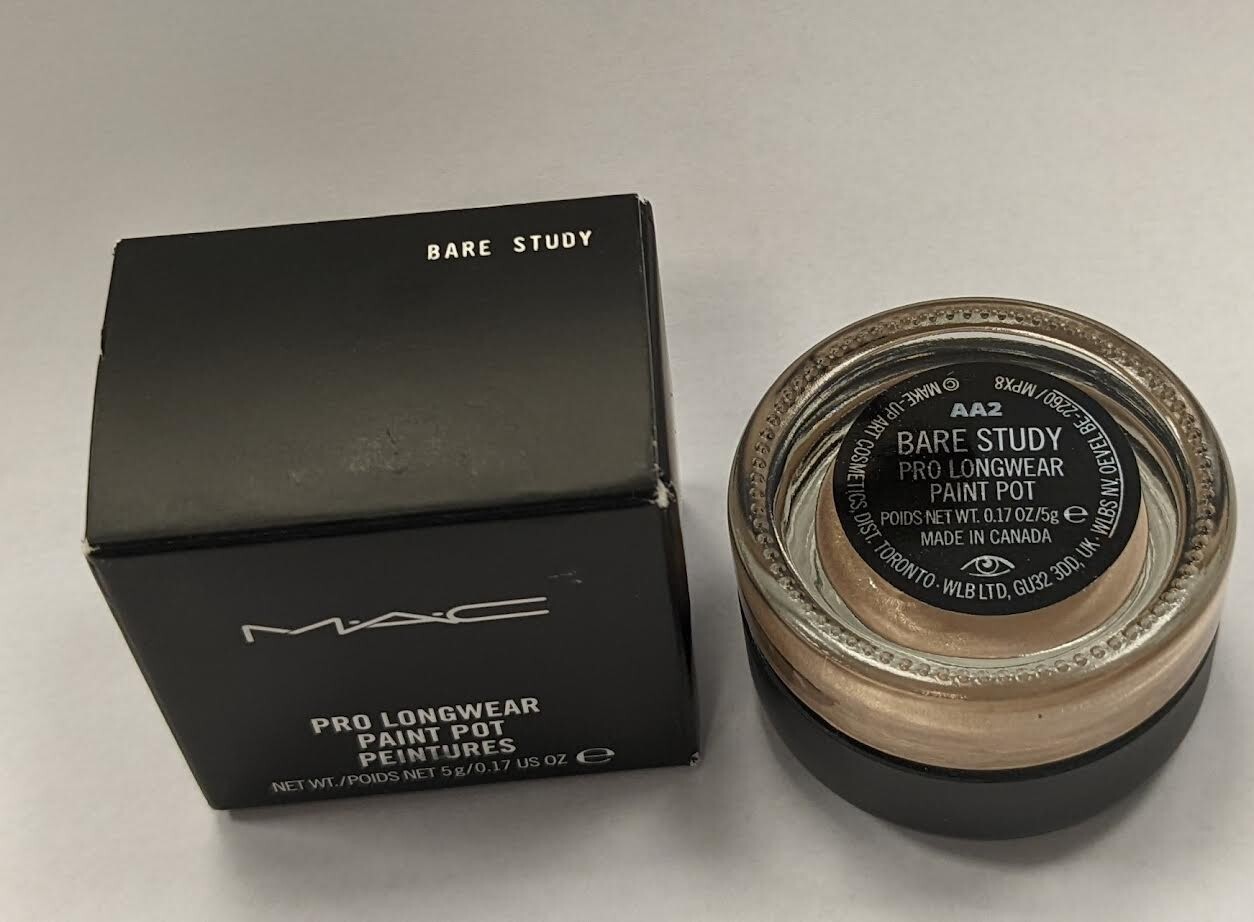 BARE STUDY
M·A·C
PRO LONGWEAR
PAINT POT
PEINTURES
NET WT./POIDS NET 5g/0.17 US OZ ℮
AA2
BARE STUDY
PRO LONGWEAR
PAINT POT
POIDS NET WT. 0.17 OZ/5g ℮
MADE IN CANADA
© MAKE-UP ART COSMETICS, DIST. TORONTO · WLB LTD, GU32 3DD, UK · WLBS NV, OEVEL BE-2260 / MPX8